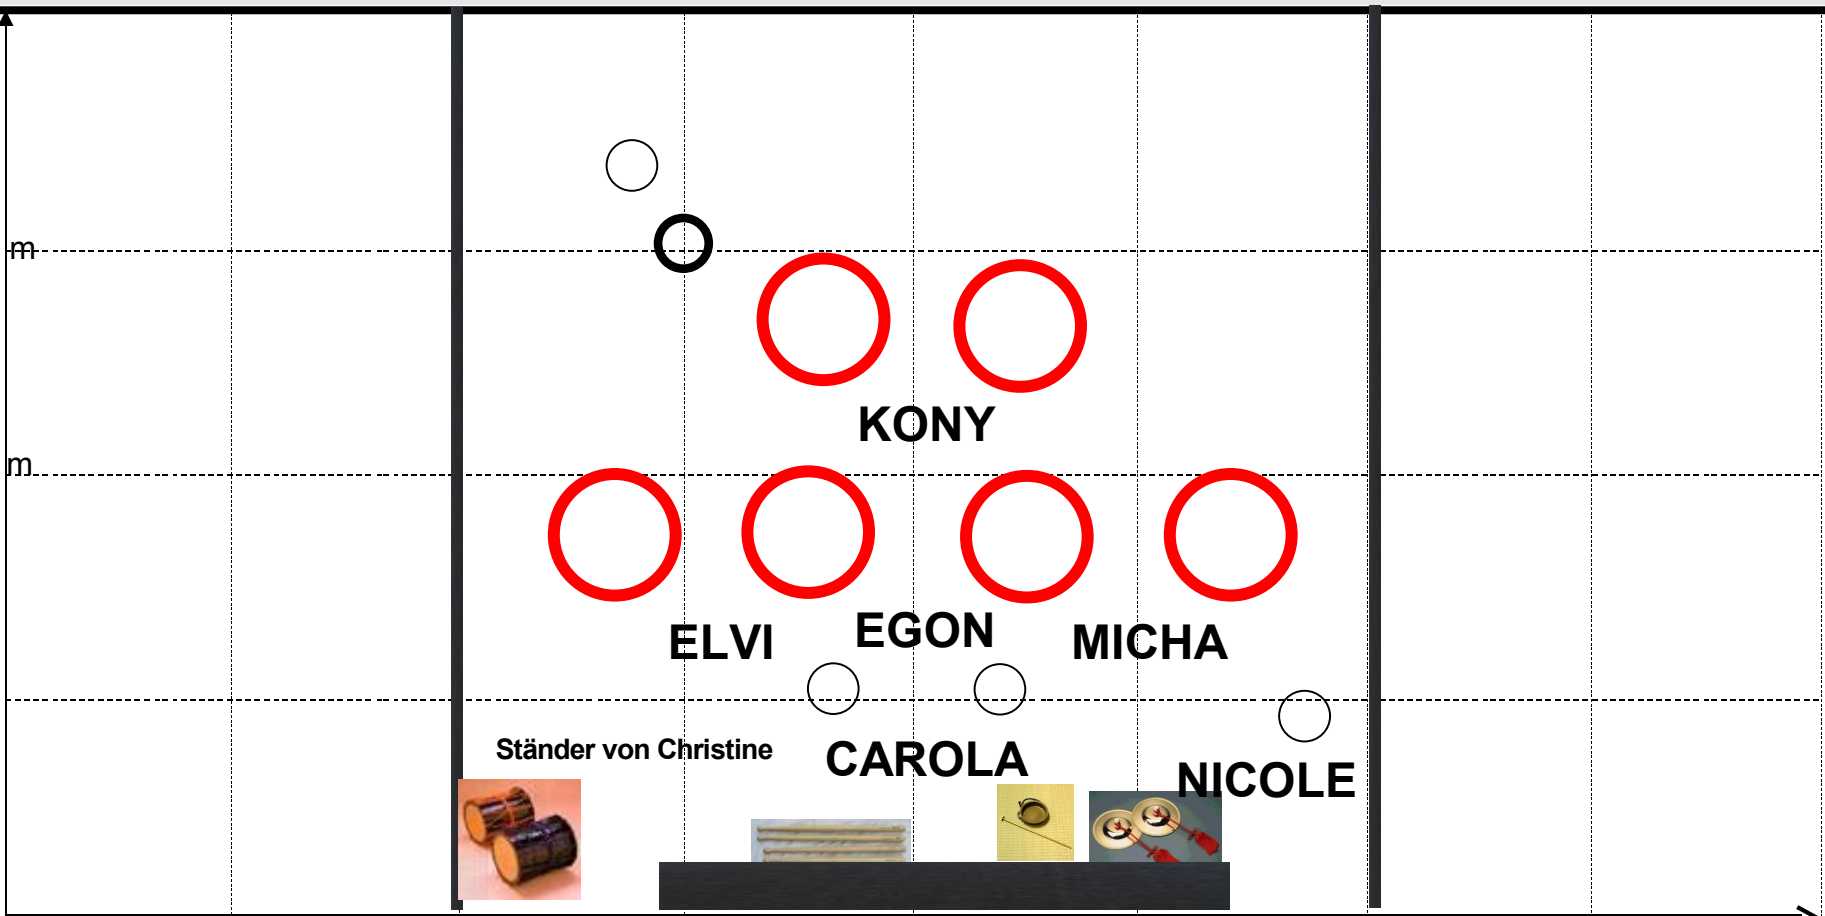 m
KONY
m
ELVI EGON MICHA
Ständer von Christine
CAROLA
NICOLE